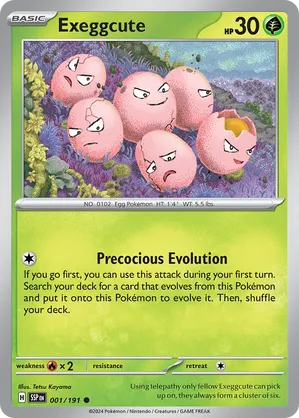 BASIC
Exeggcute
HP 30
NO. 0102 Egg Pokémon HT: 1'4" WT: 5.5 lbs.
Precocious Evolution
If you go first, you can use this attack during your first turn.
Search your deck for a card that evolves from this Pokémon
and put it onto this Pokémon to evolve it. Then, shuffle
your deck.
weakness × 2 resistance retreat
Illus. Tetsu Kayama
H SSP EN 001/191
Using telepathy only fellow Exeggcute can pick
up on, they always form a cluster of six.
©2024 Pokémon / Nintendo / Creatures / GAME FREAK